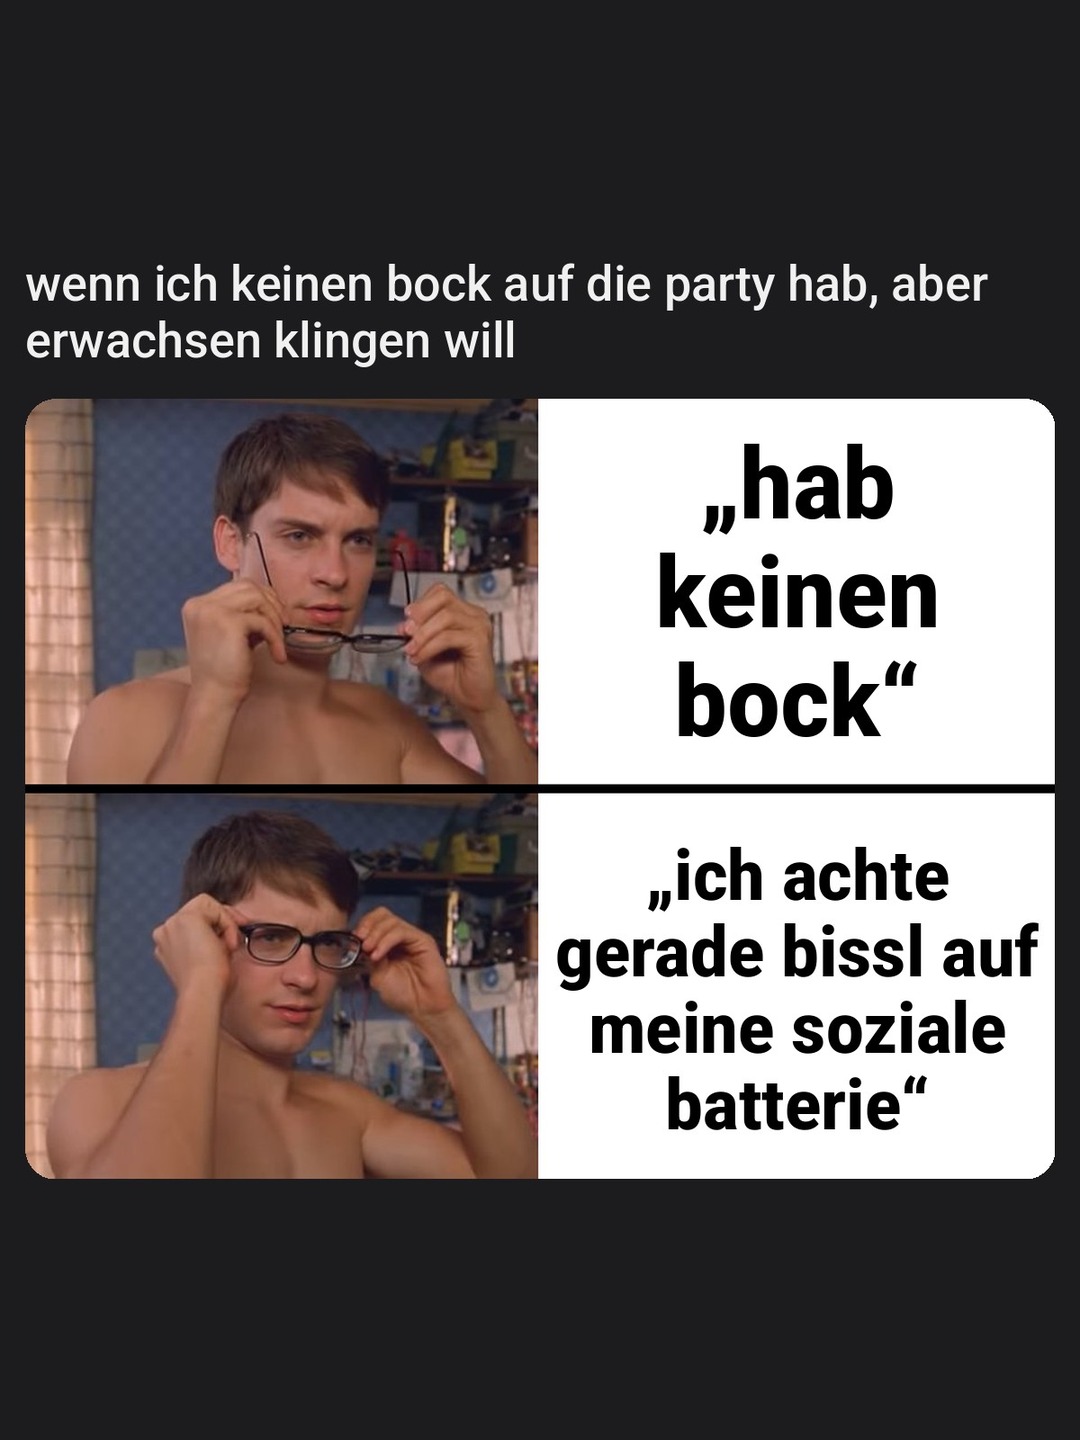 wenn ich keinen bock auf die party hab, aber
erwachsen klingen will
„hab
keinen
bock“
„ich achte
gerade bissl auf
meine soziale
batterie“